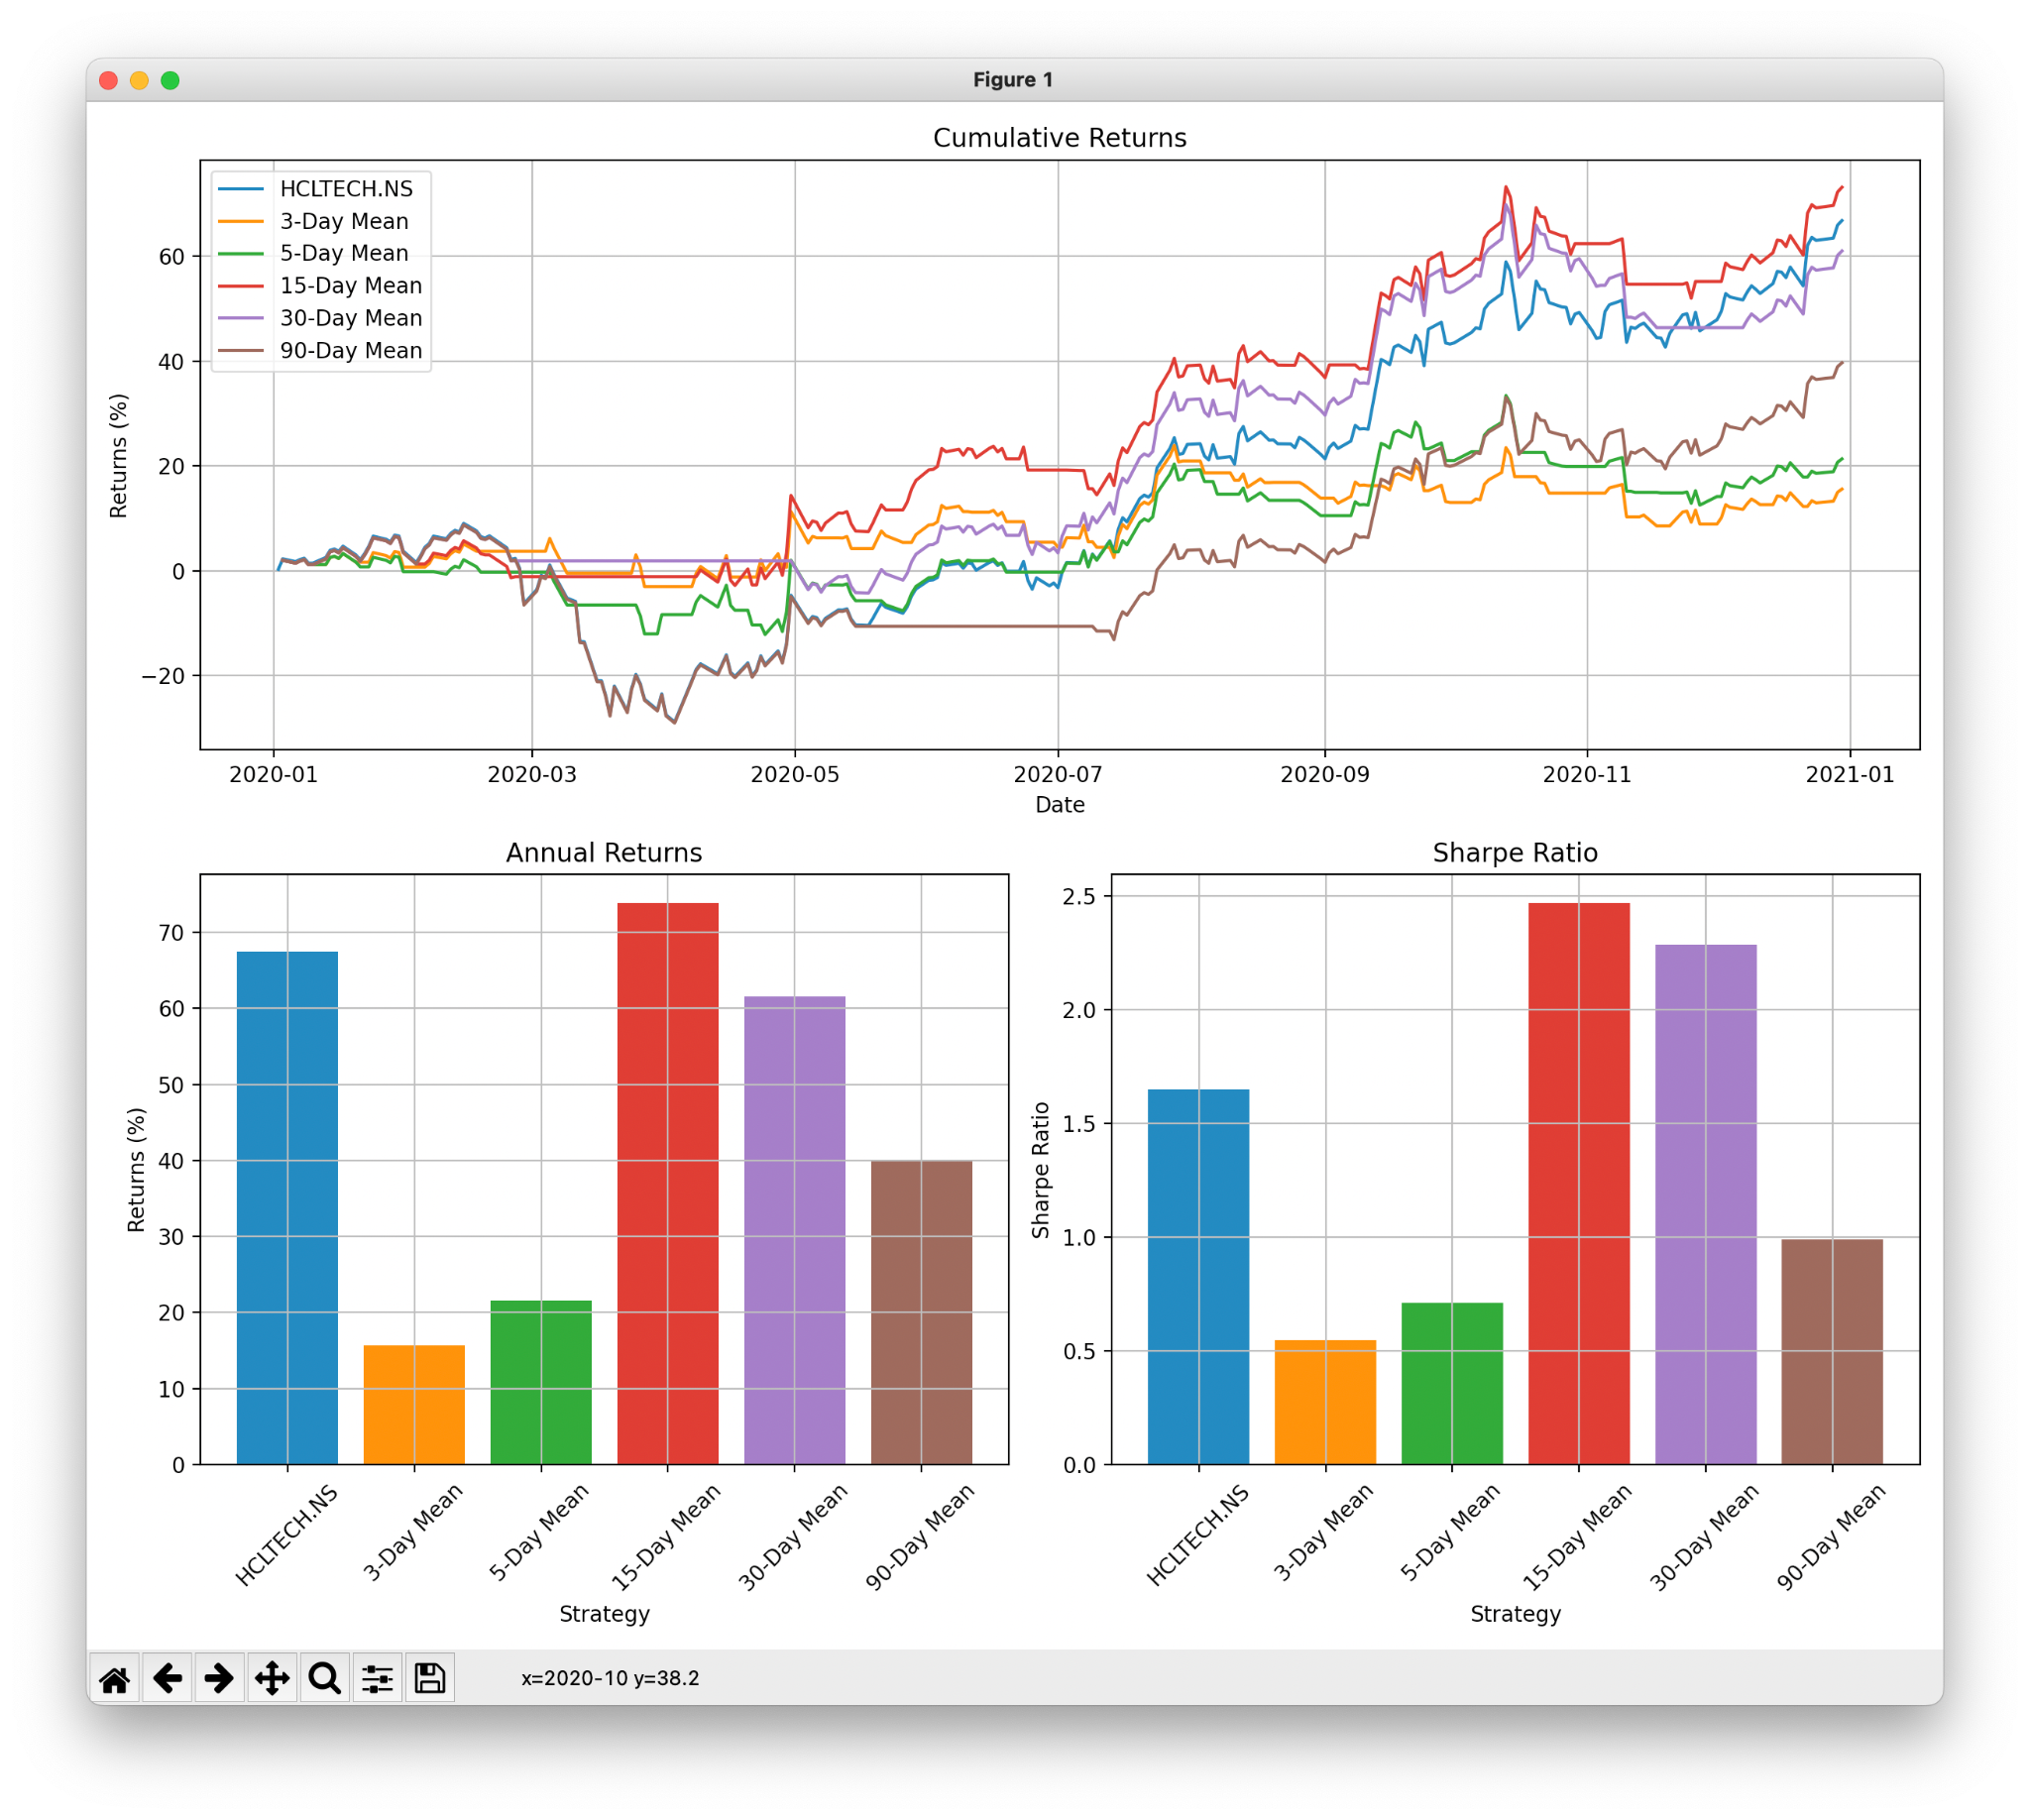 Figure 1
Cumulative Returns
HCLTECH.NS
3-Day Mean
5-Day Mean
15-Day Mean
30-Day Mean
90-Day Mean
Returns (%)
60
40
20
0
−20
2020-01 2020-03 2020-05 2020-07 2020-09 2020-11 2021-01
Date
Annual Returns
Returns (%)
70
60
50
40
30
20
10
0
HCLTECH.NS 3-Day Mean 5-Day Mean 15-Day Mean 30-Day Mean 90-Day Mean
Strategy
Sharpe Ratio
Sharpe Ratio
2.5
2.0
1.5
1.0
0.5
0.0
HCLTECH.NS 3-Day Mean 5-Day Mean 15-Day Mean 30-Day Mean 90-Day Mean
Strategy
x=2020-10 y=38.2